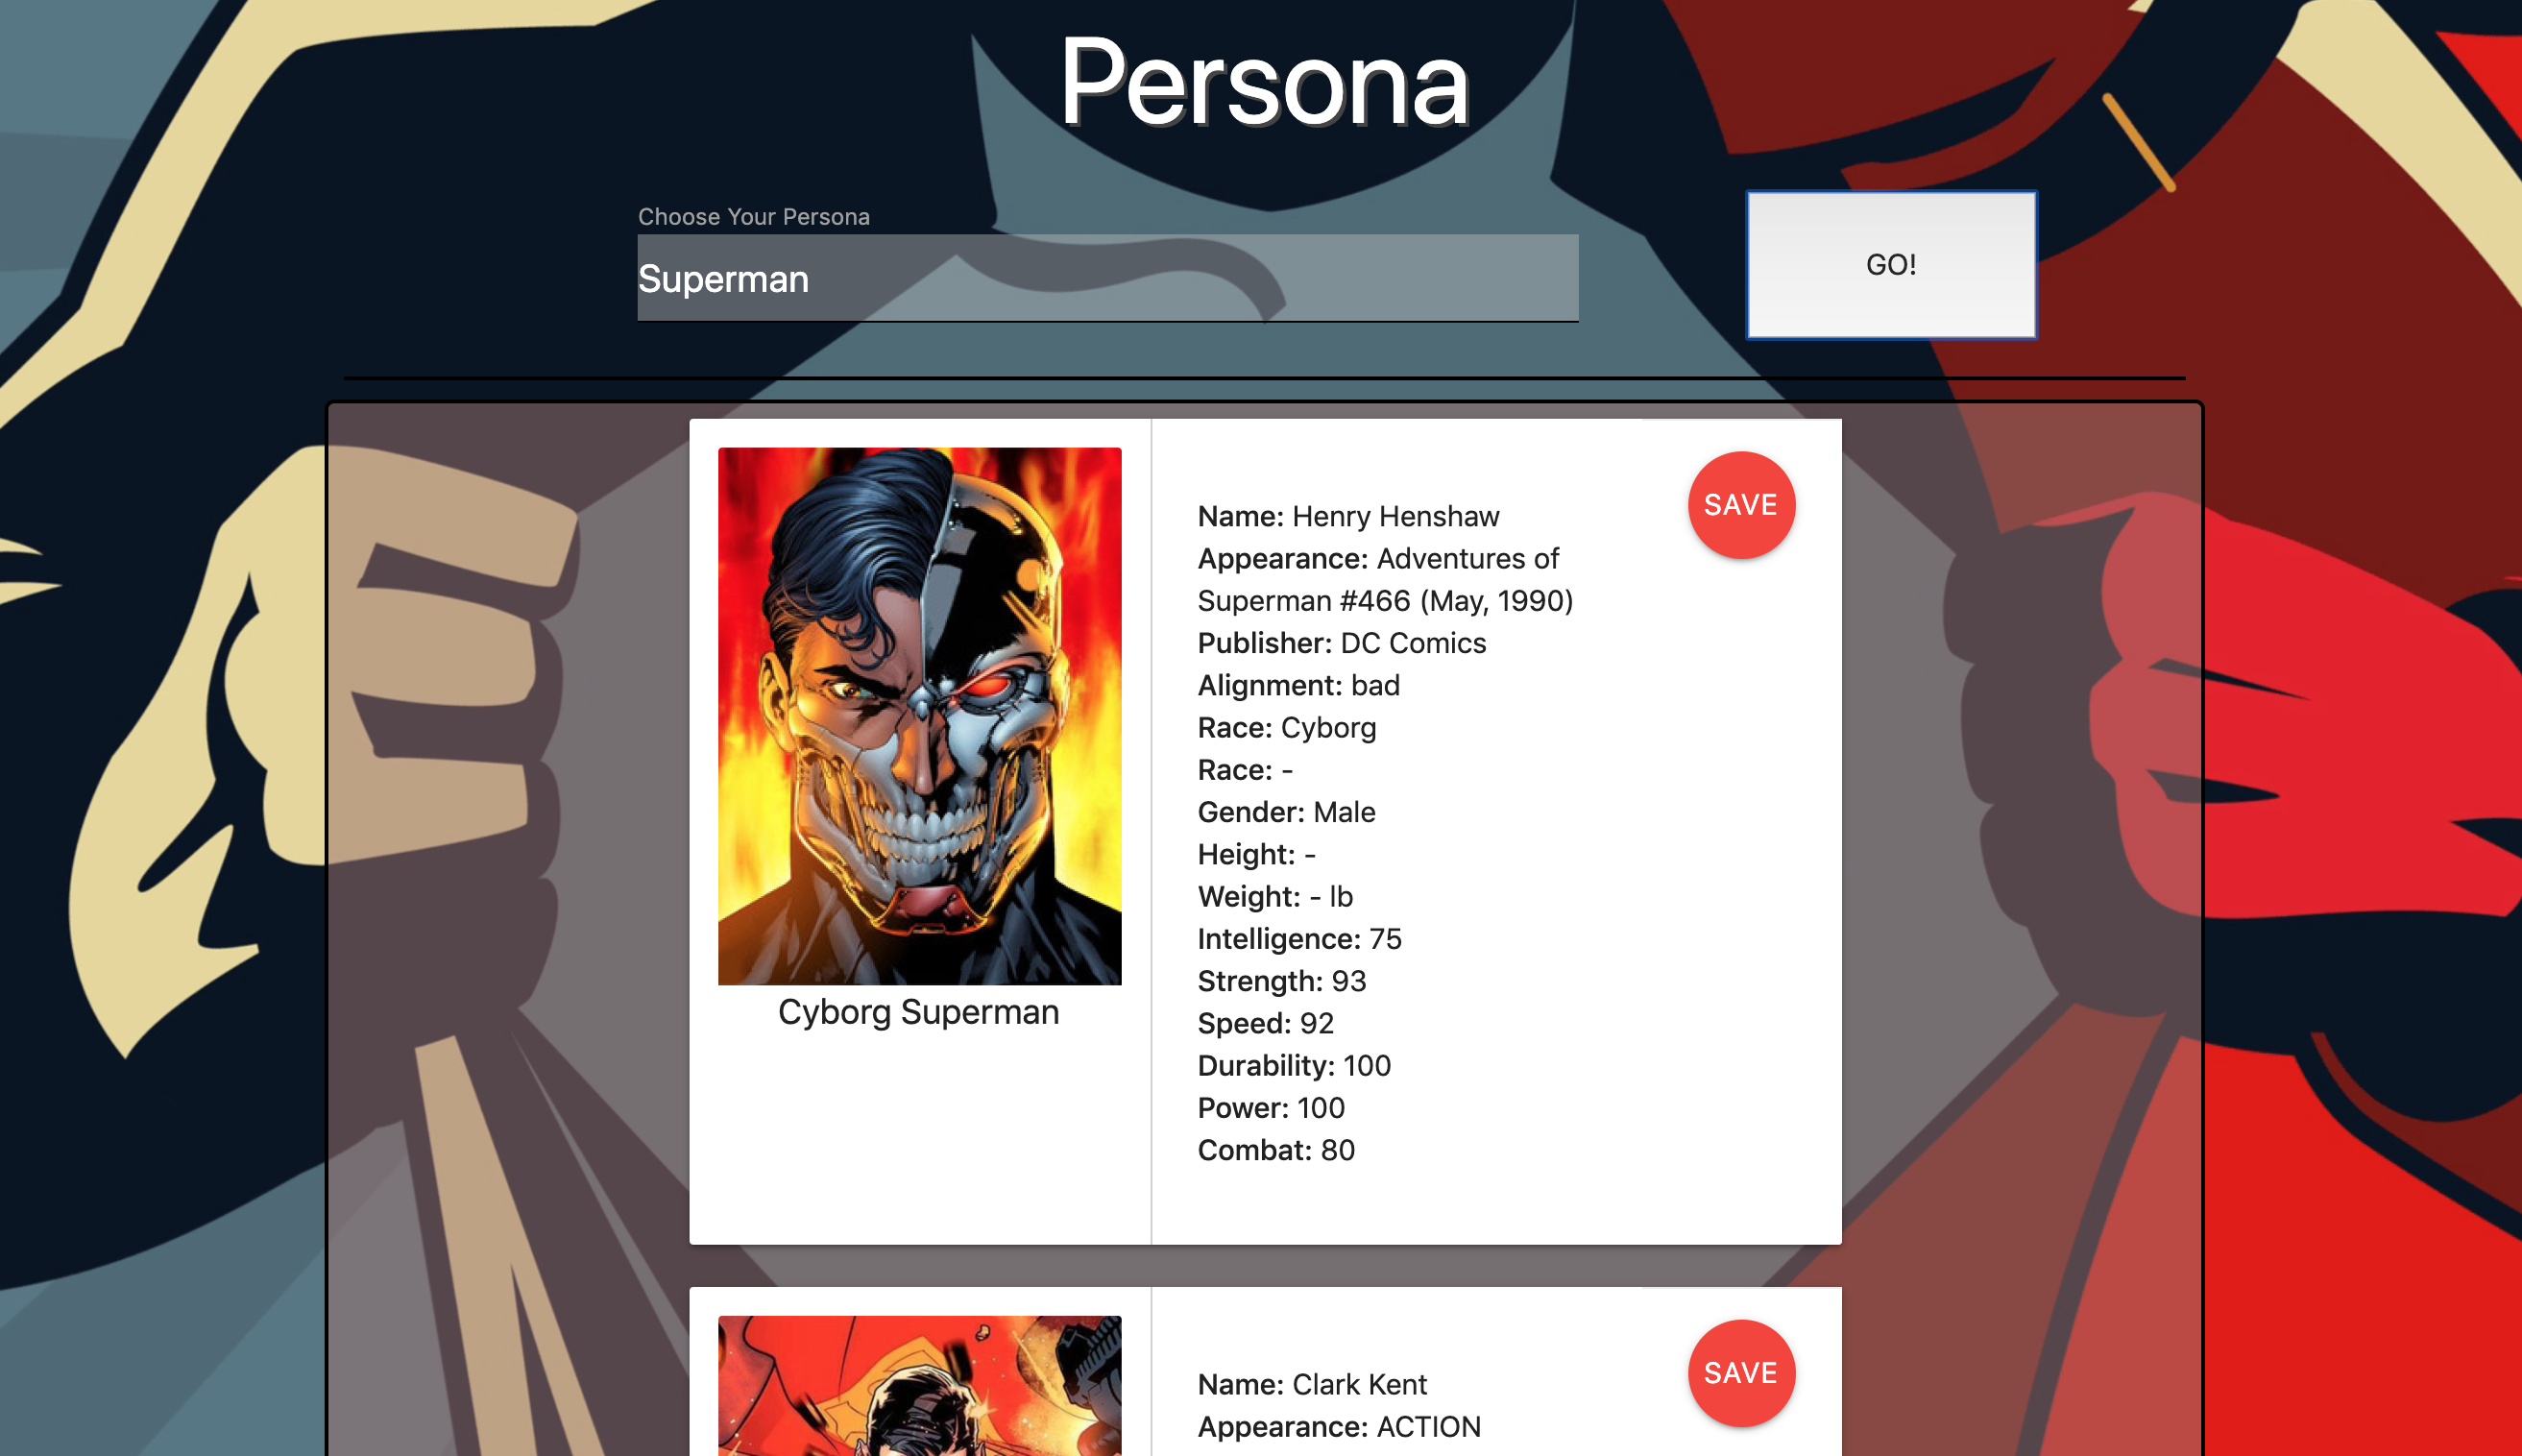 Persona
Choose Your Persona
Superman
GO!
SAVE
Name: Henry Henshaw
Appearance: Adventures of
Superman #466 (May, 1990)
Publisher: DC Comics
Alignment: bad
Race: Cyborg
Race: -
Gender: Male
Height: -
Weight: - lb
Intelligence: 75
Strength: 93
Speed: 92
Durability: 100
Power: 100
Combat: 80
Cyborg Superman
SAVE
Name: Clark Kent
Appearance: ACTION